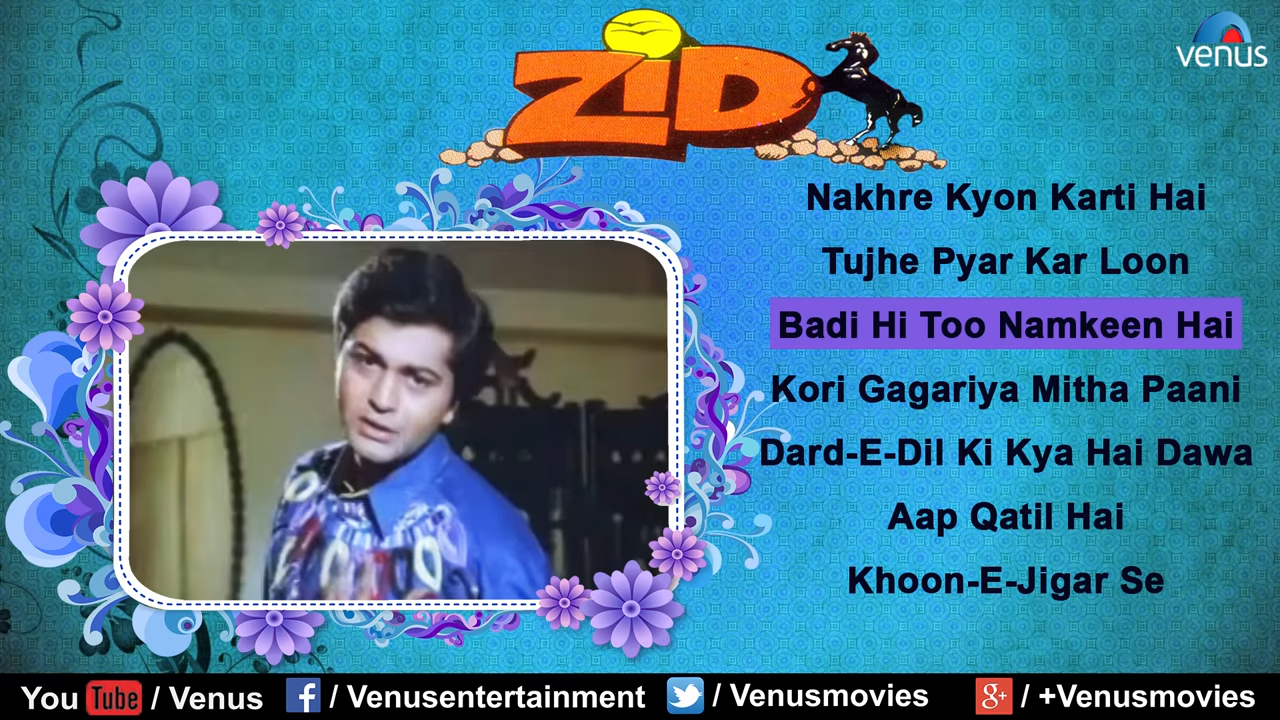 ZiD
venus
Nakhre Kyon Karti Hai
Tujhe Pyar Kar Loon
Badi Hi Too Namkeen Hai
Kori Gagariya Mitha Paani
Dard-E-Dil Ki Kya Hai Dawa
Aap Qatil Hai
Khoon-E-Jigar Se
You Tube / Venus f / Venusentertainment / Venusmovies g+ / +Venusmovies